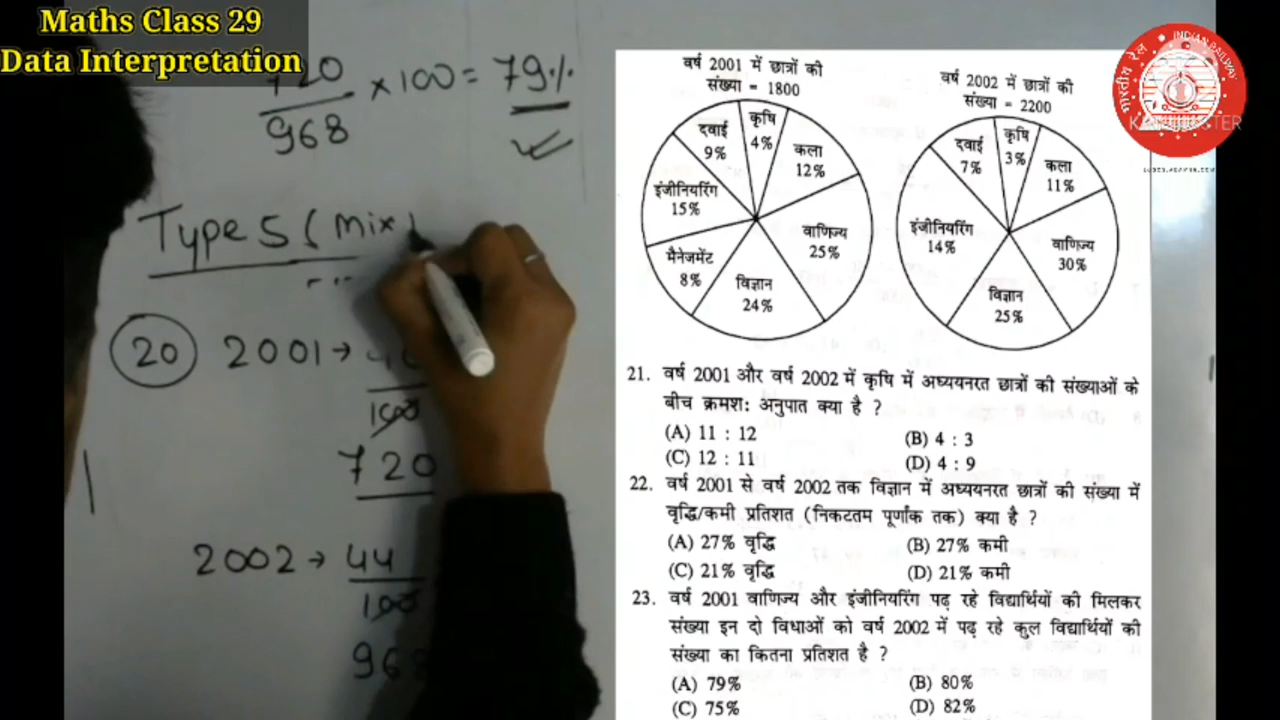 Maths Class 29
Data Interpretation
720
968
×100 = 79%
Type 5 (Mix)
20 2001→
100
720
2002→ 44
100
968
वर्ष 2001 में छात्रों की
संख्या = 1800
कृषि
4%
कला
12%
वाणिज्य
25%
विज्ञान
24%
मैनेजमेंट
8%
इंजीनियरिंग
15%
दवाई
9%
वर्ष 2002 में छात्रों की
संख्या = 2200
कृषि
3%
कला
11%
वाणिज्य
30%
विज्ञान
25%
इंजीनियरिंग
14%
दवाई
7%
INDIAN RAILWAY
भारतीय रेल
21. वर्ष 2001 और वर्ष 2002 में कृषि में अध्ययनरत छात्रों की संख्याओं के
बीच क्रमशः अनुपात क्या है ?
(A) 11 : 12 (B) 4 : 3
(C) 12 : 11 (D) 4 : 9
22. वर्ष 2001 से वर्ष 2002 तक विज्ञान में अध्ययनरत छात्रों की संख्या में
वृद्धि/कमी प्रतिशत (निकटतम पूर्णांक तक) क्या है ?
(A) 27% वृद्धि (B) 27% कमी
(C) 21% वृद्धि (D) 21% कमी
23. वर्ष 2001 वाणिज्य और इंजीनियरिंग पढ़ रहे विद्यार्थियों की मिलकर
संख्या इन दो विधाओं को वर्ष 2002 में पढ़ रहे कुल विद्यार्थियों की
संख्या का कितना प्रतिशत है ?
(A) 79% (B) 80%
(C) 75% (D) 82%